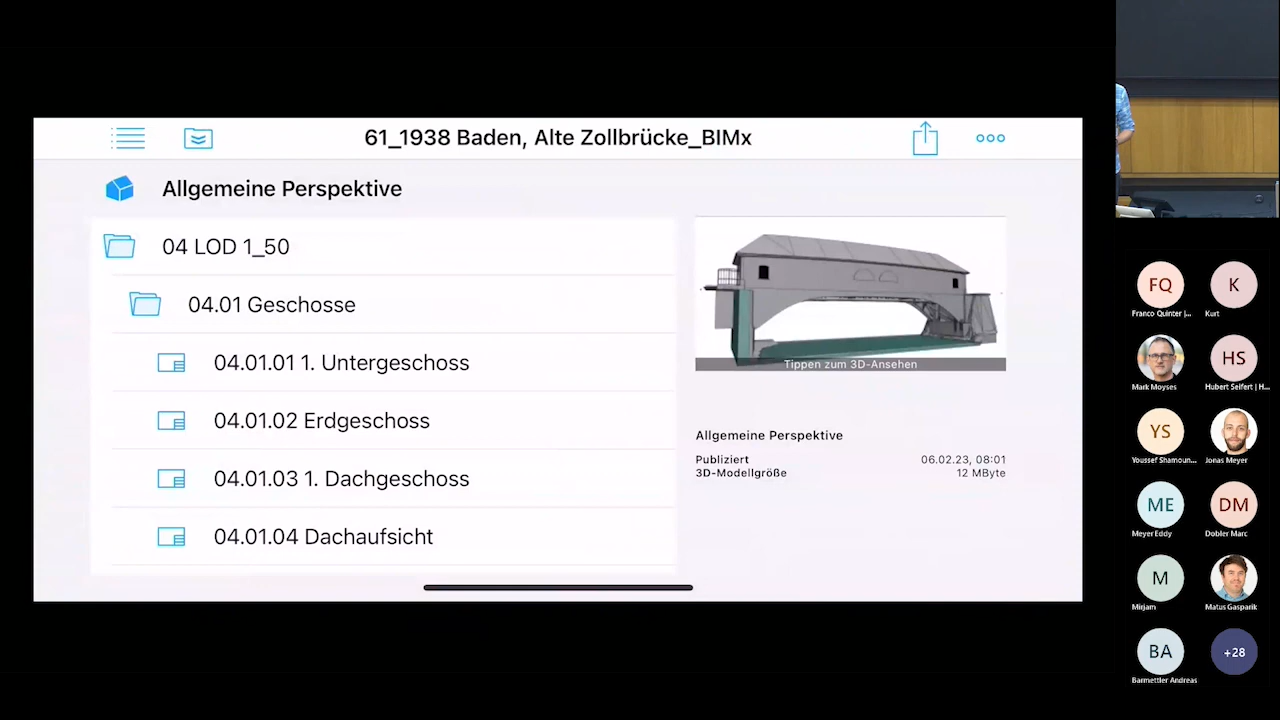 61_1938 Baden, Alte Zollbrücke_BIMx
Allgemeine Perspektive
04 LOD 1_50
04.01 Geschosse
04.01.01 1. Untergeschoss
04.01.02 Erdgeschoss
04.01.03 1. Dachgeschoss
04.01.04 Dachaufsicht
Tippen zum 3D-Ansehen
Allgemeine Perspektive
Publiziert 06.02.23, 08:01
3D-Modellgröße 12 MByte
FQ K
Franco Quinter |... Kurt
HS
Mark Moyses Hubert Seifert | H...
YS
Youssef Shamoun... Jonas Meyer
ME DM
Meyer Eddy Dobler Marc
M
Mirjam Matus Gasparik
BA +28
Barmettler Andreas